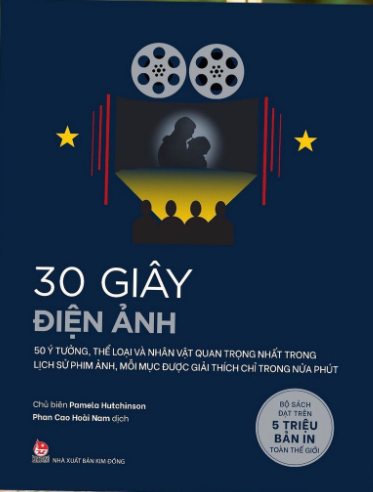 30 GIÂY
ĐIỆN ẢNH
50 Ý TƯỞNG, THỂ LOẠI VÀ NHÂN VẬT QUAN TRỌNG NHẤT TRONG
LỊCH SỬ PHIM ẢNH, MỖI MỤC ĐƯỢC GIẢI THÍCH CHỈ TRONG NỬA PHÚT
Chủ biên Pamela Hutchinson
Phan Cao Hoài Nam dịch
BỘ SÁCH
ĐẠT TRÊN
5 TRIỆU
BẢN IN
TOÀN THẾ GIỚI
NHÀ XUẤT BẢN KIM ĐỒNG